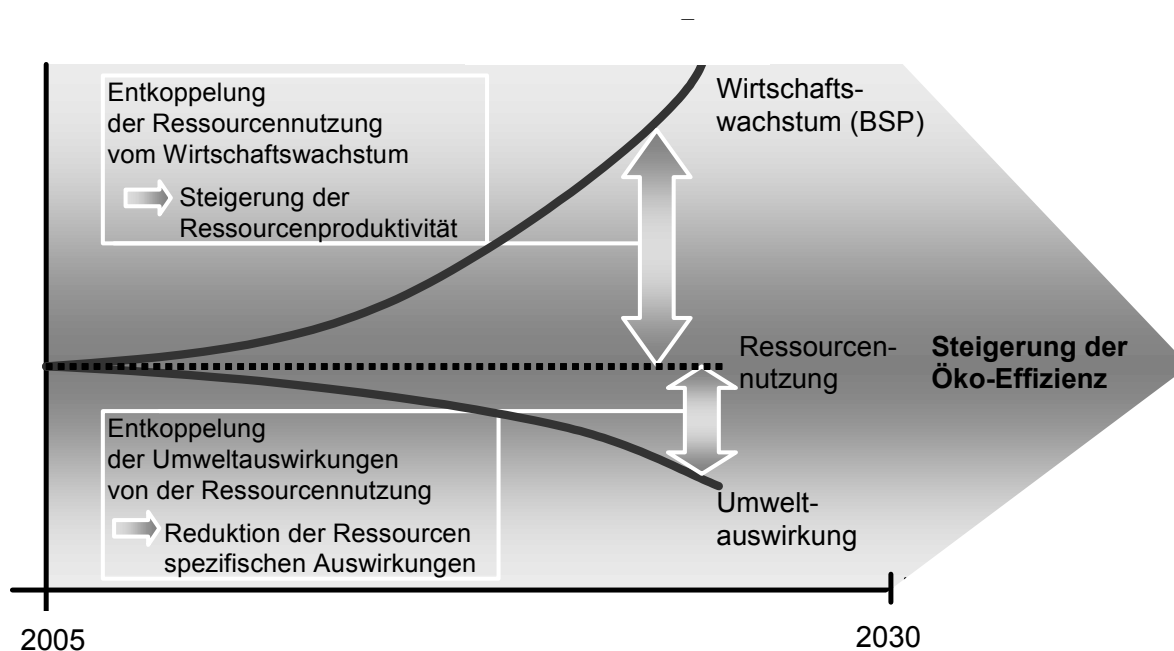 Entkoppelung
der Ressourcennutzung
vom Wirtschaftswachstum
Steigerung der
Ressourcenproduktivität
Wirtschafts-
wachstum (BSP)
Ressourcen-
nutzung
Steigerung der
Öko-Effizienz
Entkoppelung
der Umweltauswirkungen
von der Ressourcennutzung
Reduktion der Ressourcen
spezifischen Auswirkungen
Umwelt-
auswirkung
2005
2030